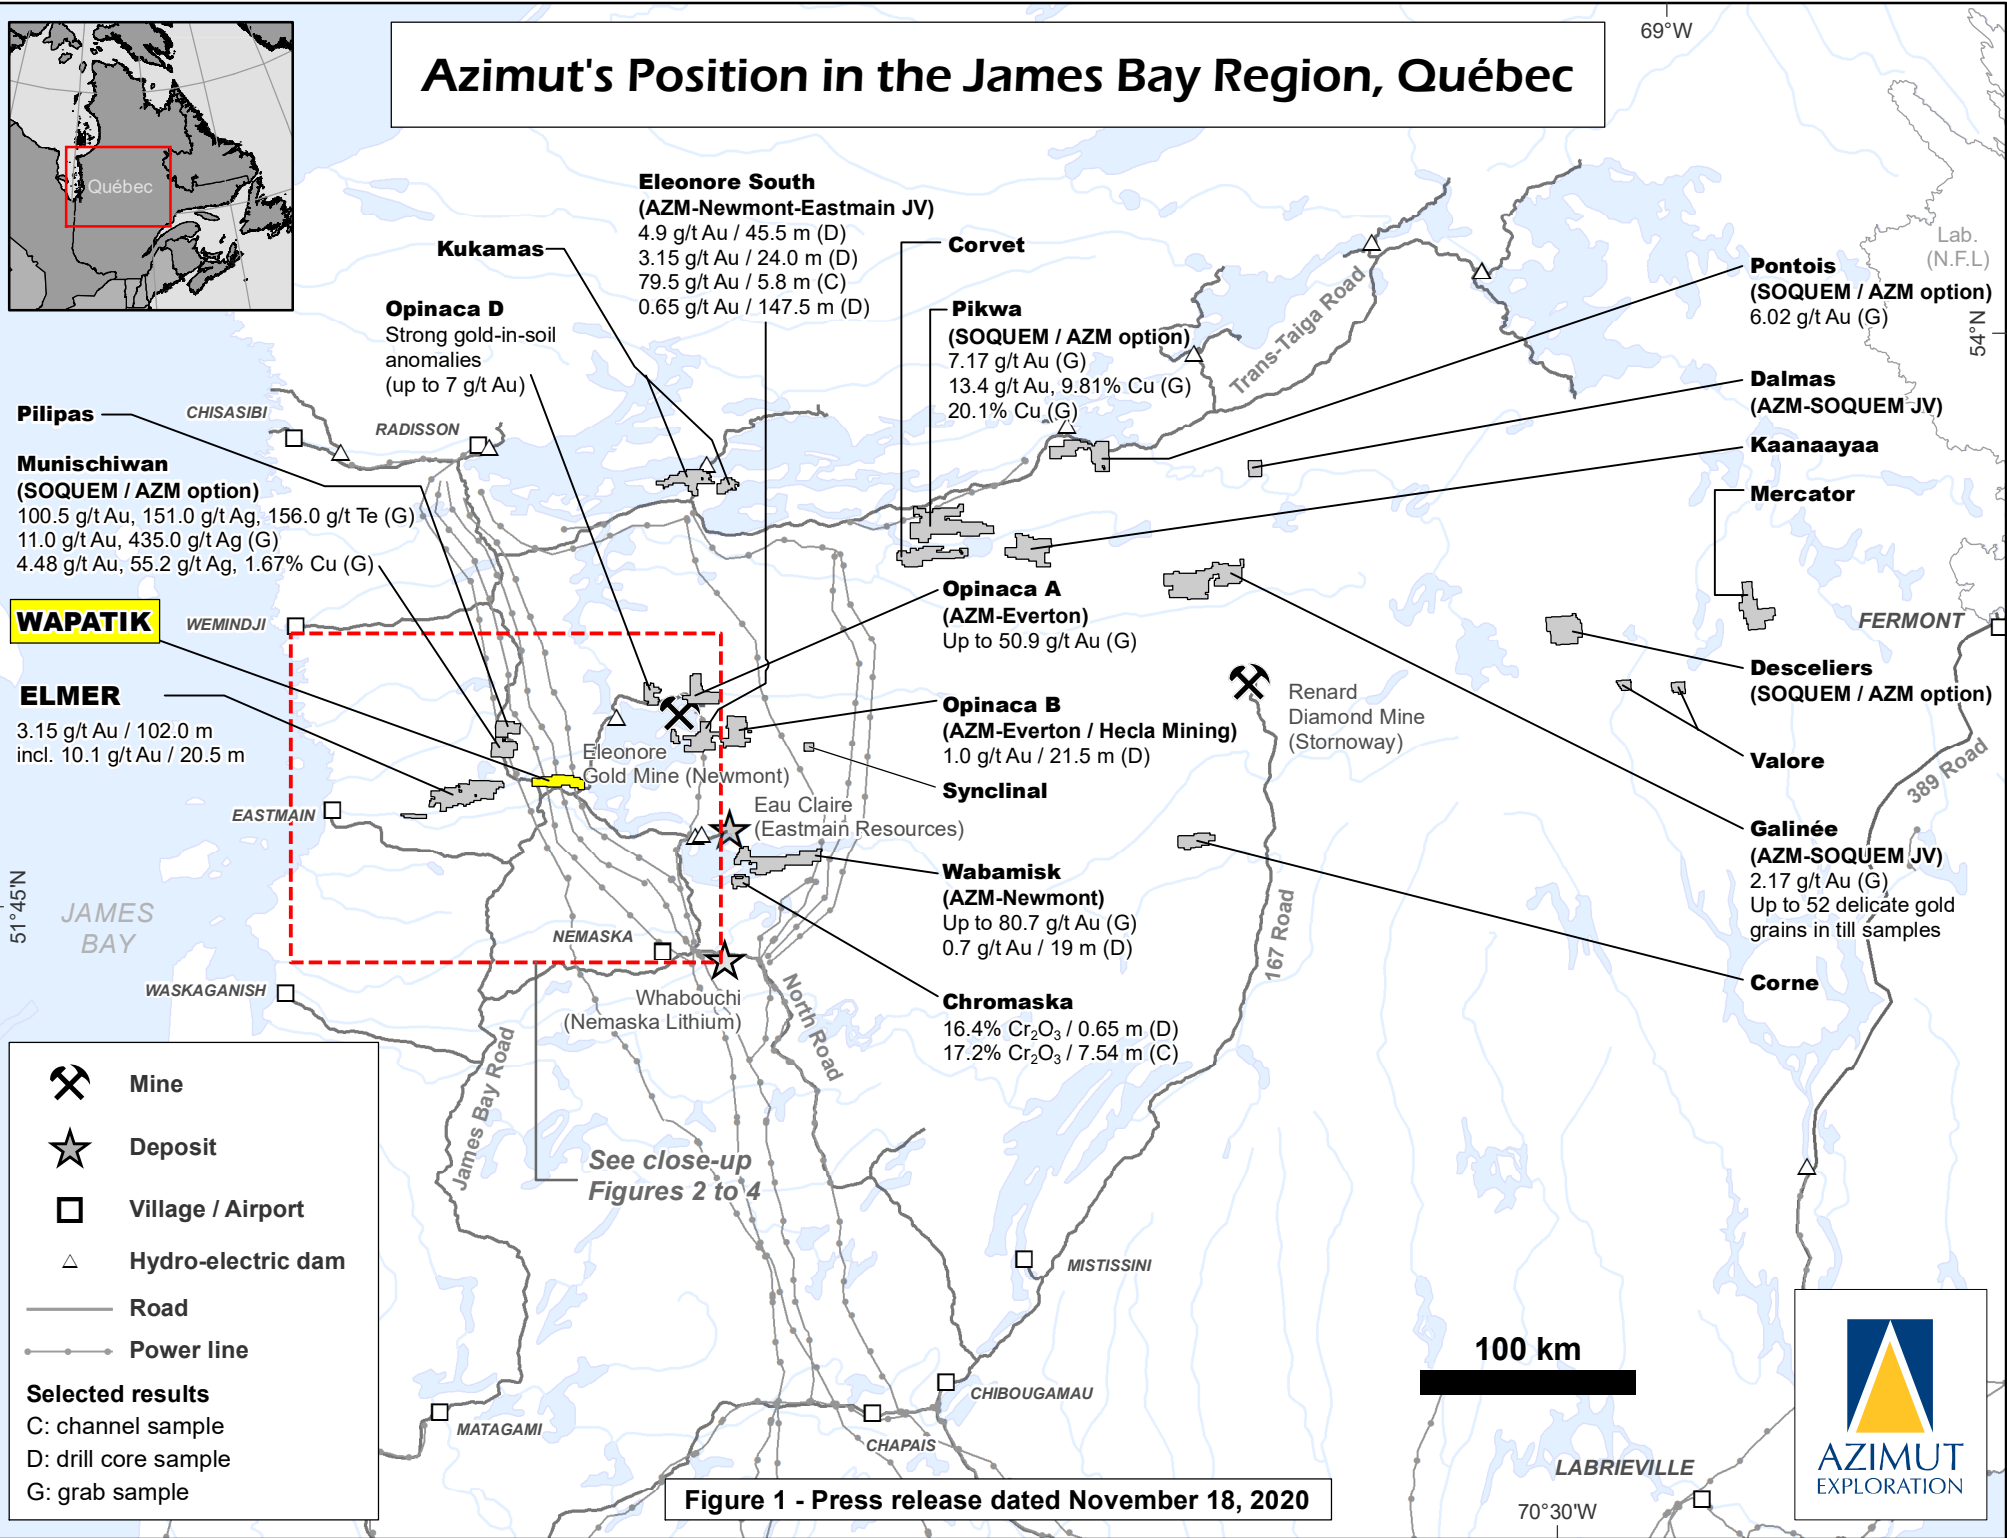 Azimut's Position in the James Bay Region, Québec
69°W
Québec
Lab.
(N.F.L)
54°N
Eleonore South
(AZM-Newmont-Eastmain JV)
4.9 g/t Au / 45.5 m (D)
3.15 g/t Au / 24.0 m (D)
79.5 g/t Au / 5.8 m (C)
0.65 g/t Au / 147.5 m (D)
Kukamas
Corvet
Opinaca D
Strong gold-in-soil
anomalies
(up to 7 g/t Au)
Pikwa
(SOQUEM / AZM option)
7.17 g/t Au (G)
13.4 g/t Au, 9.81% Cu (G)
20.1% Cu (G)
Trans-Taiga Road
Pontois
(SOQUEM / AZM option)
6.02 g/t Au (G)
Dalmas
(AZM-SOQUEM JV)
Kaanaayaa
Mercator
Pilipas
CHISASIBI
RADISSON
Munischiwan
(SOQUEM / AZM option)
100.5 g/t Au, 151.0 g/t Ag, 156.0 g/t Te (G)
11.0 g/t Au, 435.0 g/t Ag (G)
4.48 g/t Au, 55.2 g/t Ag, 1.67% Cu (G)
WAPATIK
WEMINDJI
ELMER
3.15 g/t Au / 102.0 m
incl. 10.1 g/t Au / 20.5 m
EASTMAIN
Opinaca A
(AZM-Everton)
Up to 50.9 g/t Au (G)
Opinaca B
(AZM-Everton / Hecla Mining)
1.0 g/t Au / 21.5 m (D)
Eleonore
Gold Mine (Newmont)
Synclinal
Eau Claire
(Eastmain Resources)
Wabamisk
(AZM-Newmont)
Up to 80.7 g/t Au (G)
0.7 g/t Au / 19 m (D)
Chromaska
16.4% Cr₂O₃ / 0.65 m (D)
17.2% Cr₂O₃ / 7.54 m (C)
Renard
Diamond Mine
(Stornoway)
FERMONT
Desceliers
(SOQUEM / AZM option)
Valore
389 Road
Galinée
(AZM-SOQUEM JV)
2.17 g/t Au (G)
Up to 52 delicate gold
grains in till samples
Corne
51°45'N
JAMES
BAY
NEMASKA
WASKAGANISH
Whabouchi
(Nemaska Lithium)
North Road
167 Road
James Bay Road
See close-up
Figures 2 to 4
Mine
Deposit
Village / Airport
Hydro-electric dam
Road
Power line
Selected results
C: channel sample
D: drill core sample
G: grab sample
MISTISSINI
CHIBOUGAMAU
MATAGAMI
CHAPAIS
100 km
LABRIEVILLE
70°30'W
AZIMUT
EXPLORATION
Figure 1 - Press release dated November 18, 2020